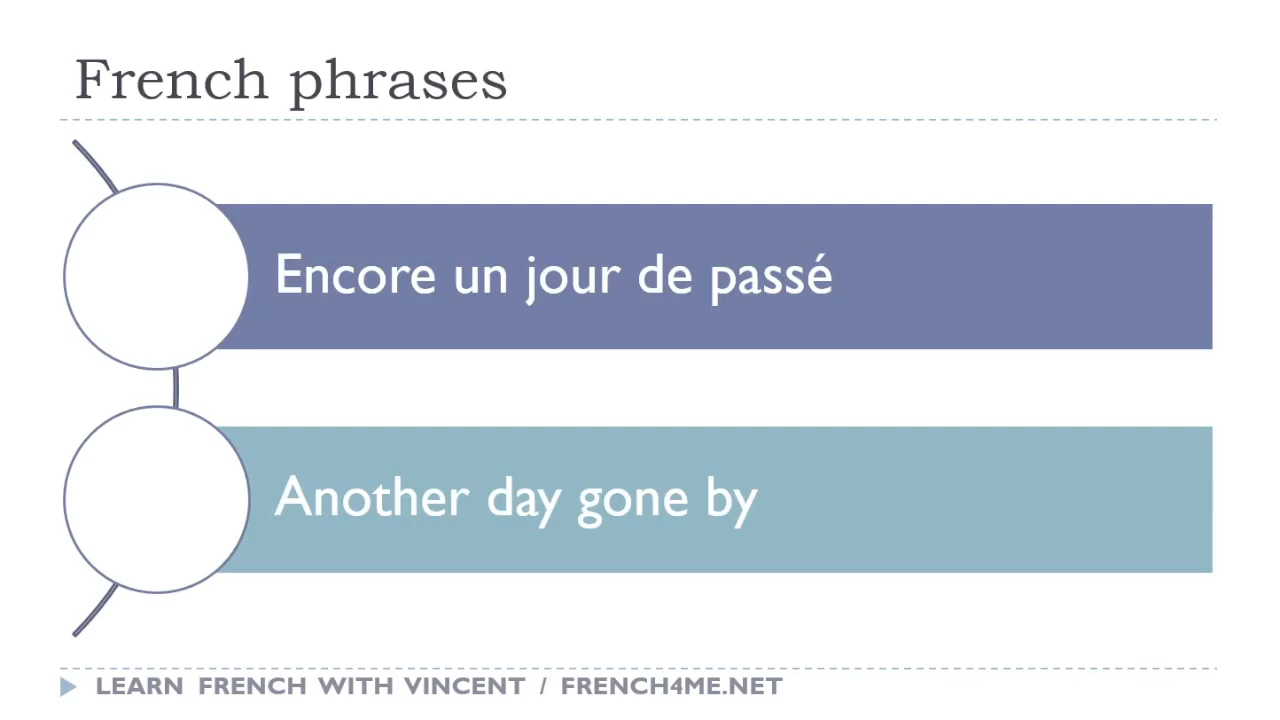 French phrases
Encore un jour de passé
Another day gone by
LEARN FRENCH WITH VINCENT / FRENCH4ME.NET